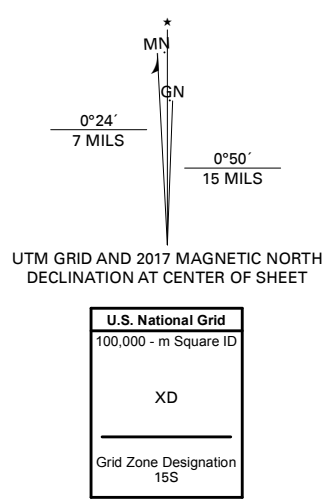 ★
MN
GN
0°24´
7 MILS
0°50´
15 MILS
UTM GRID AND 2017 MAGNETIC NORTH
DECLINATION AT CENTER OF SHEET
U.S. National Grid
100,000 - m Square ID
XD
Grid Zone Designation
15S